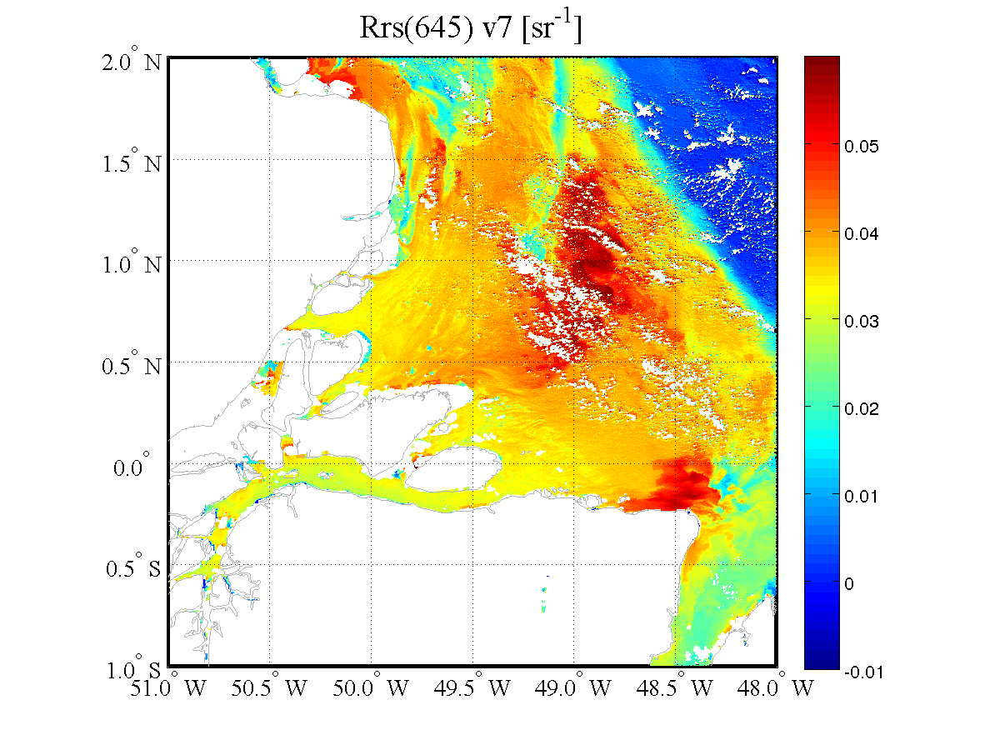 Rrs(645) v7 [sr-1]
2.0° N
1.5° N
1.0° N
0.5° N
0.0°
0.5° S
1.0° S
51.0° W 50.5° W 50.0° W 49.5° W 49.0° W 48.5° W 48.0° W
0.05
0.04
0.03
0.02
0.01
0
-0.01